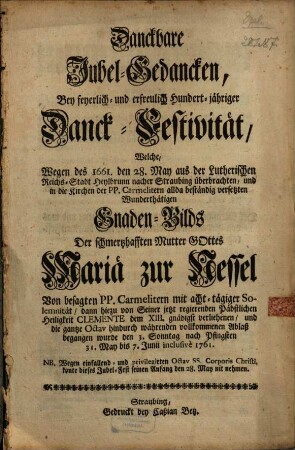 Danckbare
Jubel-Gedancken,
Bey feyerlich- und erfreulich Hundert-jähriger
Danck-Festivität/
Welche,
Wegen des 1661. den 28. May aus der Lutherischen
Reichs-Stadt Heylbrunn nacher Straubing überbrachten, und
in die Kirchen der PP. Carmelitern allda beständig versetzten
Wunderthätigen
Gnaden-Bilds
Der schmertzhafften Mutter GOttes
Mariä zur Nessel
Von besagten PP. Carmelitern mit acht-tägiger So-
lemnität/ dann hierzu von Seiner jetzt regierenden Päbstlichen
Heiligkeit CLEMENTE dem XIII. gnädigst verliehenen/ und
die gantze Octav hindurch währenden vollkommenen Ablaß
begangen wurde den 3. Sonntag nach Pfingsten
31. May bis 7. Junii inclusivè 1761.
NB. Wegen einfallend- und privilegirten Octav SS. Corporis Christi,
konte dieses Jubel-Fest seinen Anfang den 28. May nit nehmen.
Straubing,
Gedruckt bey Caßian Betz.